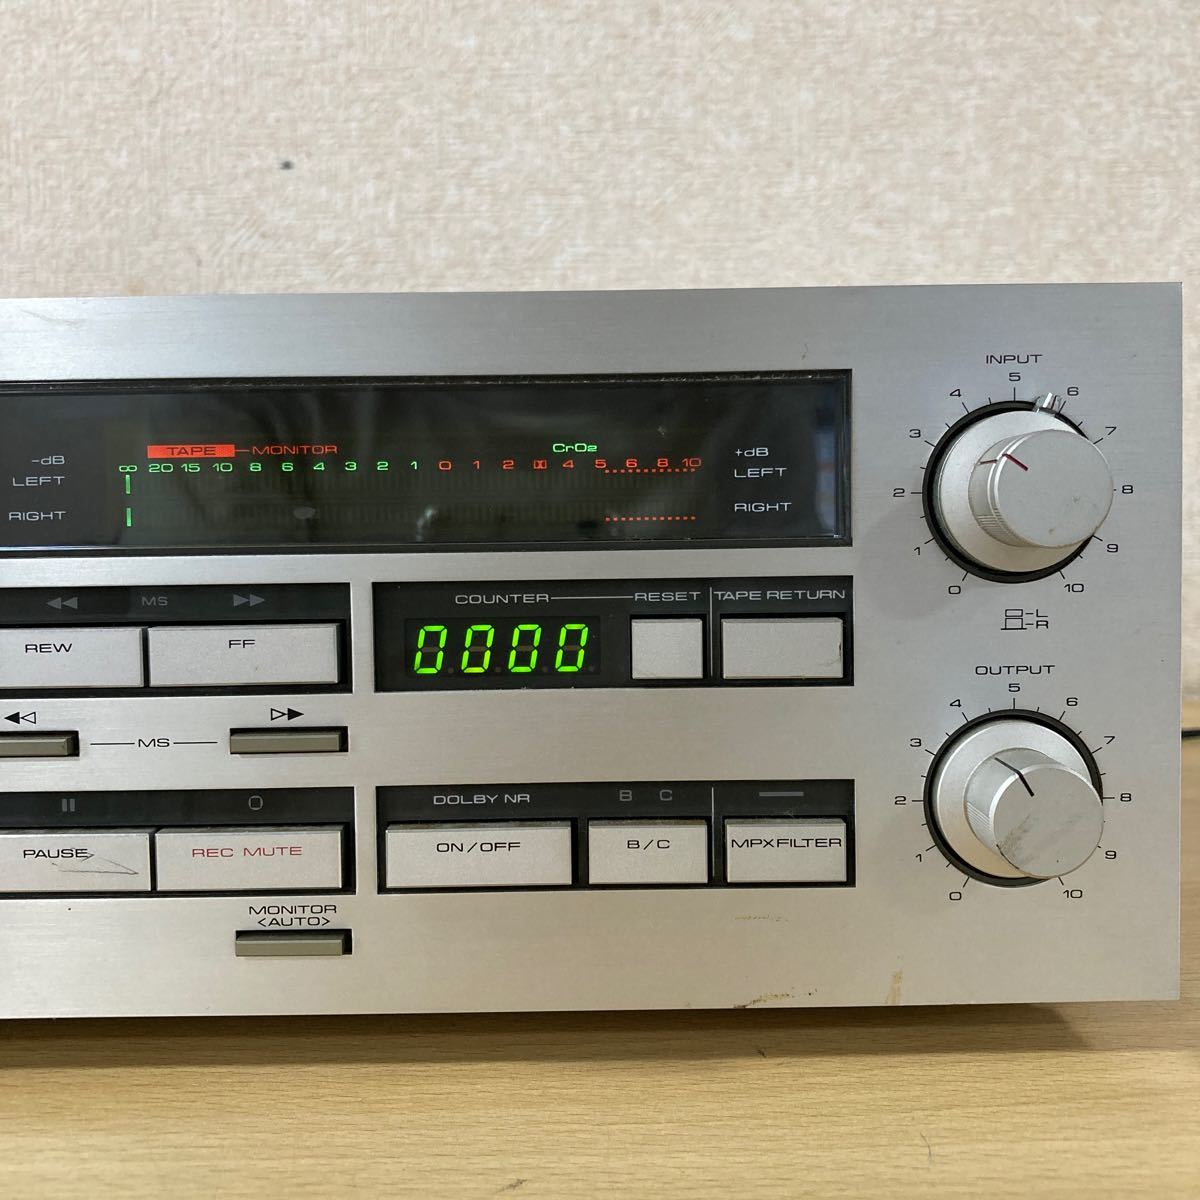 INPUT
0 1 2 3 4 5 6 7 8 9 10
-dB
LEFT
RIGHT
TAPE MONITOR
CrO2
∞ 20 15 10 8 6 4 3 2 1 0 1 2 4 5 6 8 10
+dB
LEFT
RIGHT
MS
REW
FF
COUNTER
RESET
TAPE RETURN
0000
L
R
MS
OUTPUT
0 1 2 3 4 5 6 7 8 9 10
PAUSE
REC MUTE
DOLBY NR
B C
ON/OFF
B/C
MPX FILTER
MONITOR
<AUTO>